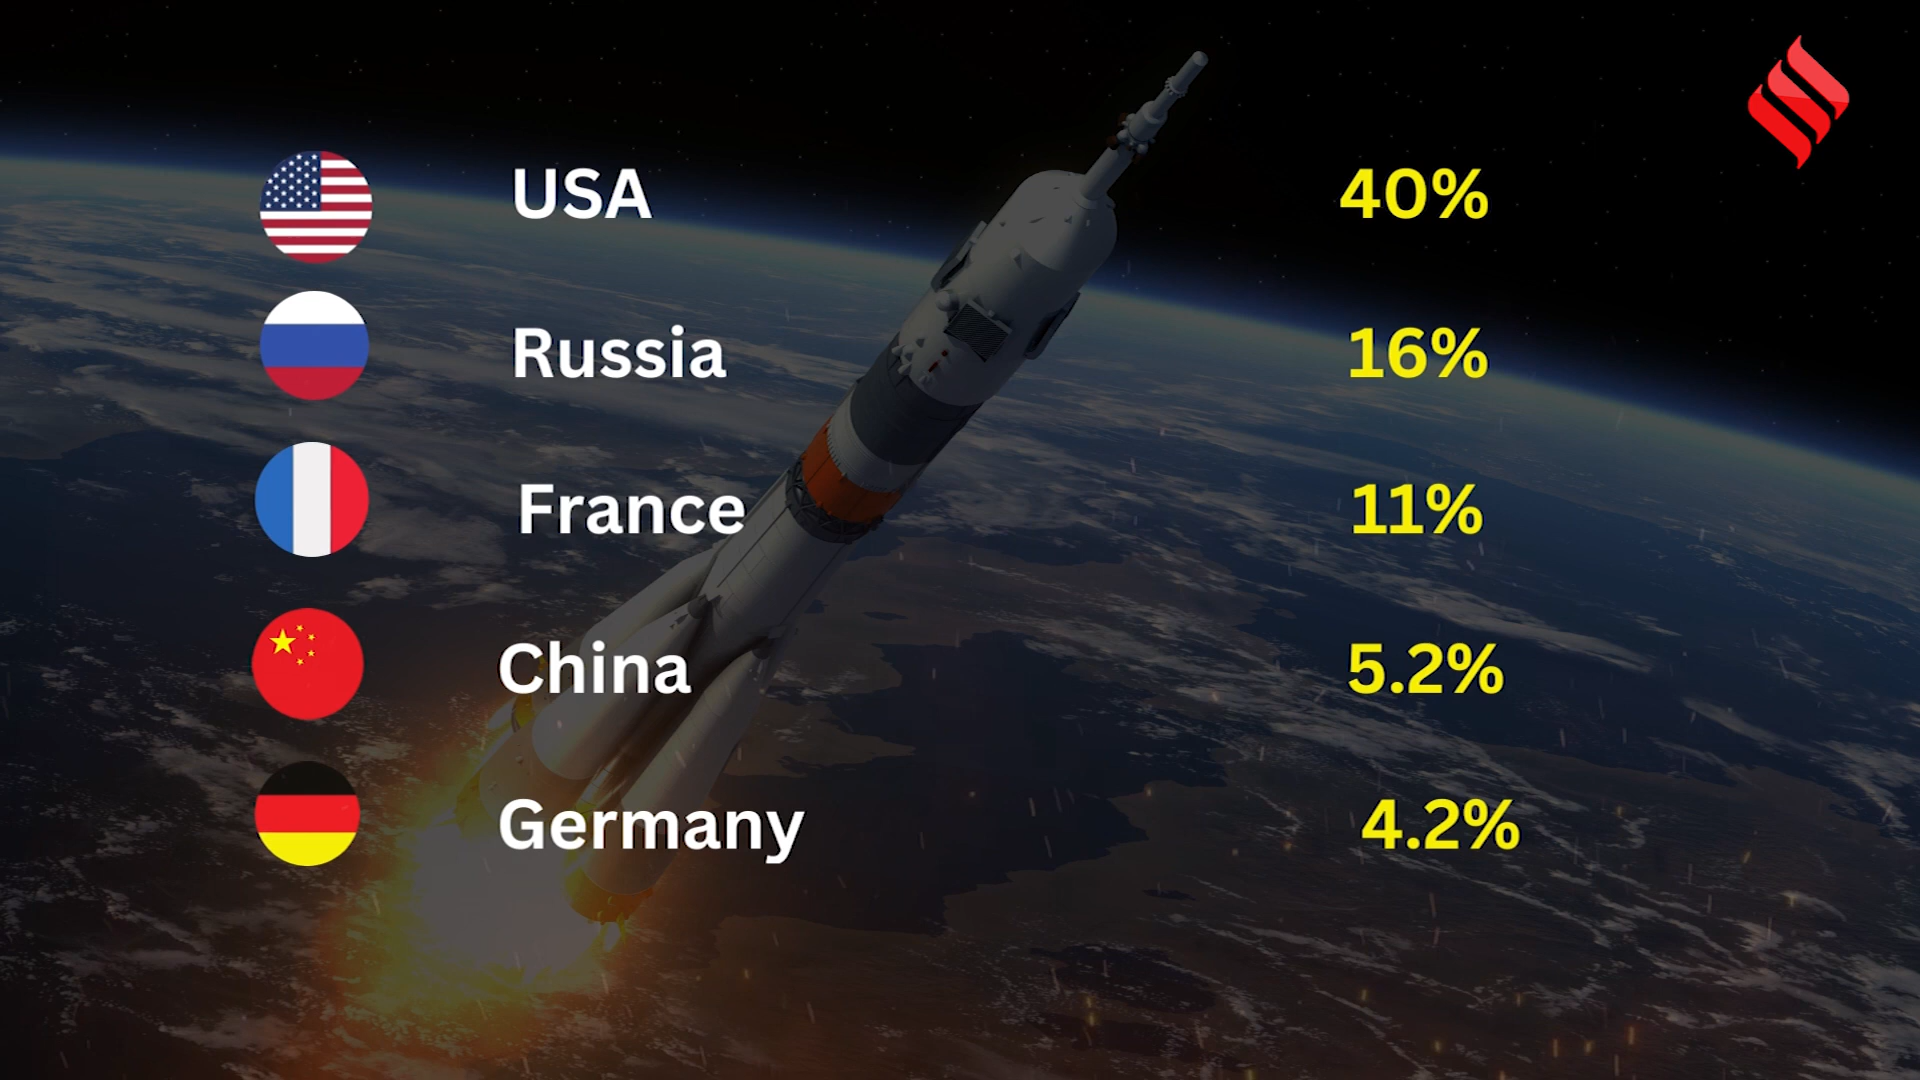 USA 40%
Russia 16%
France 11%
China 5.2%
Germany 4.2%